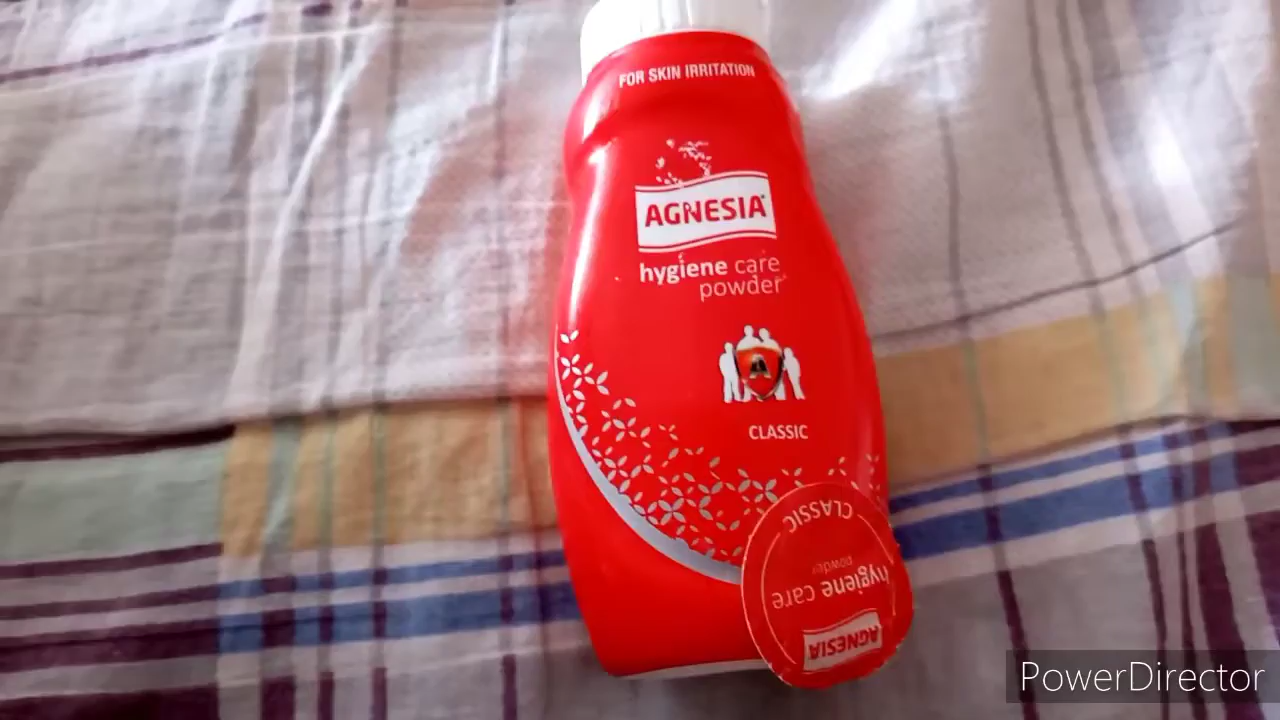 FOR SKIN IRRITATION
AGNESIA
hygiene care
powder
A
CLASSIC
CLASSIC
powder
hygiene care
AGNESIA
PowerDirector